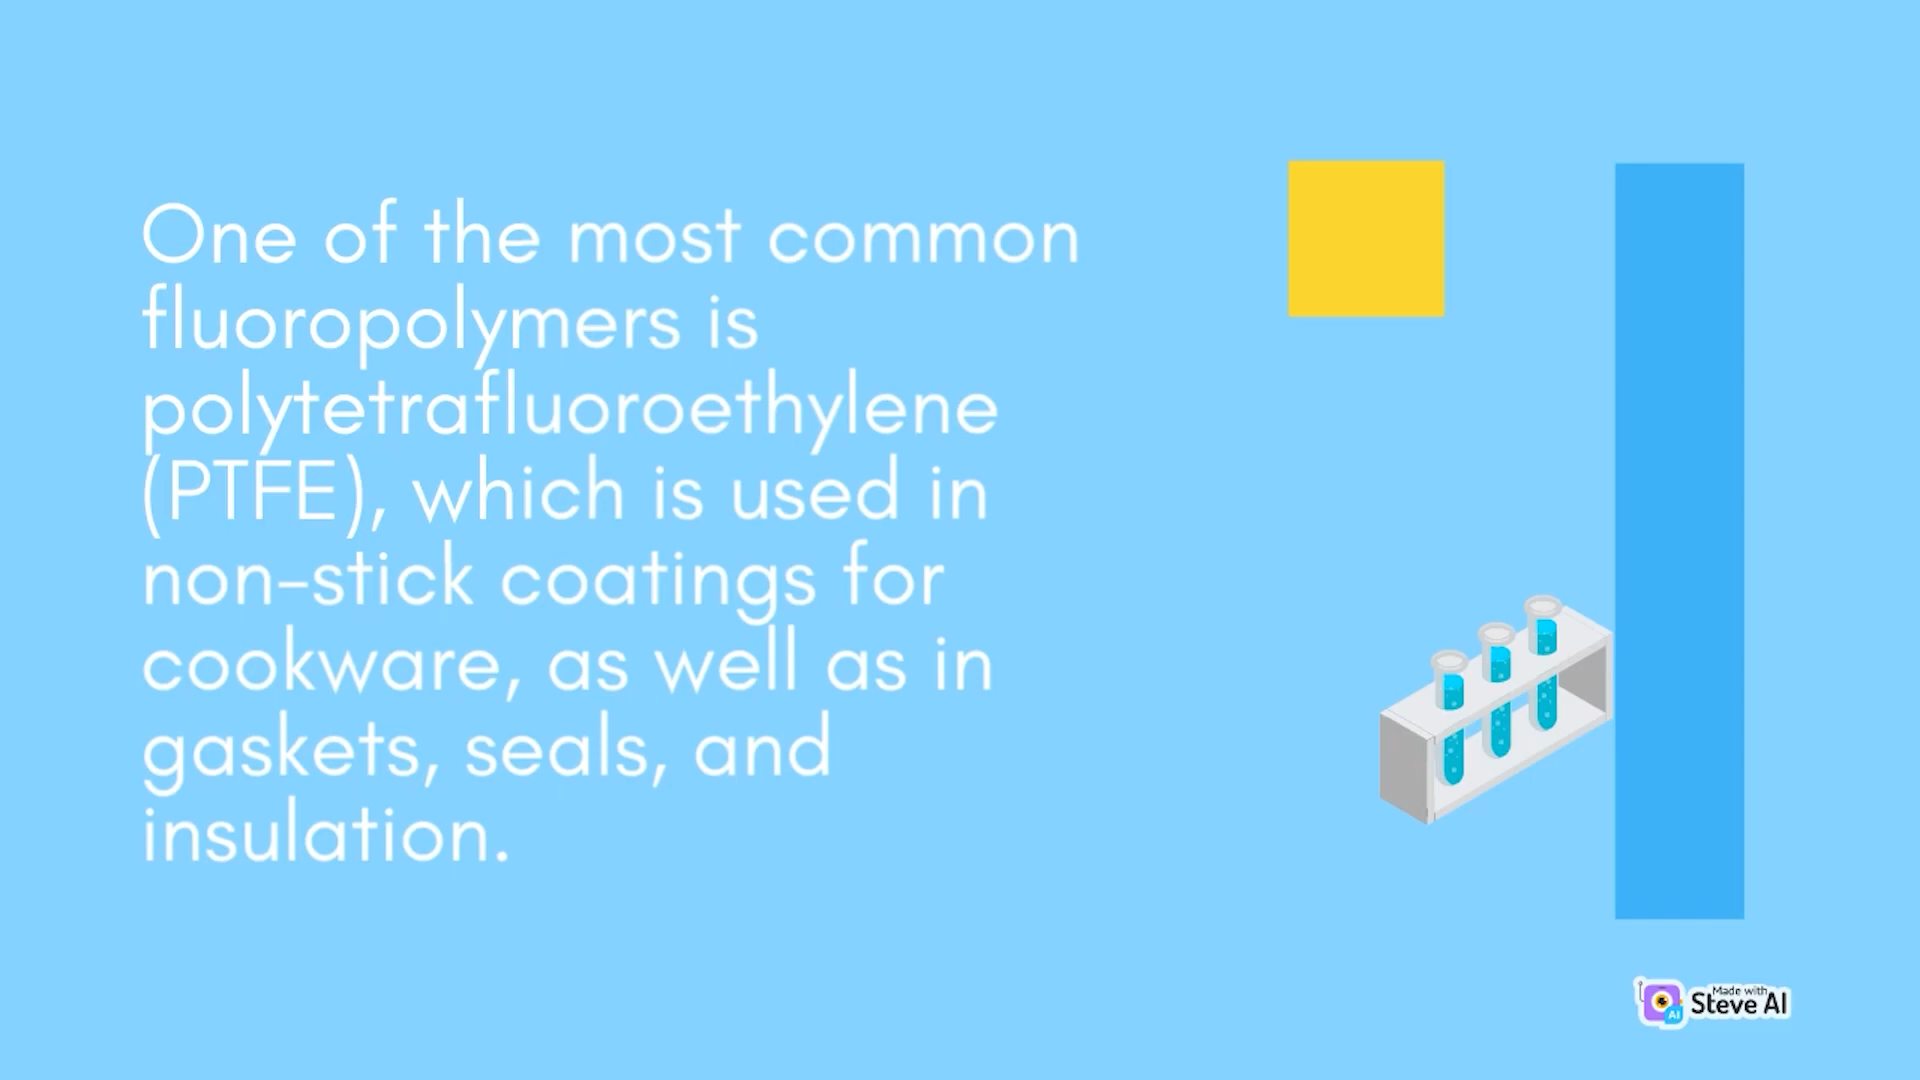 One of the most common
fluoropolymers is
polytetrafluoroethylene
(PTFE), which is used in
non-stick coatings for
cookware, as well as in
gaskets, seals, and
insulation.
Made with
Steve AI
AI